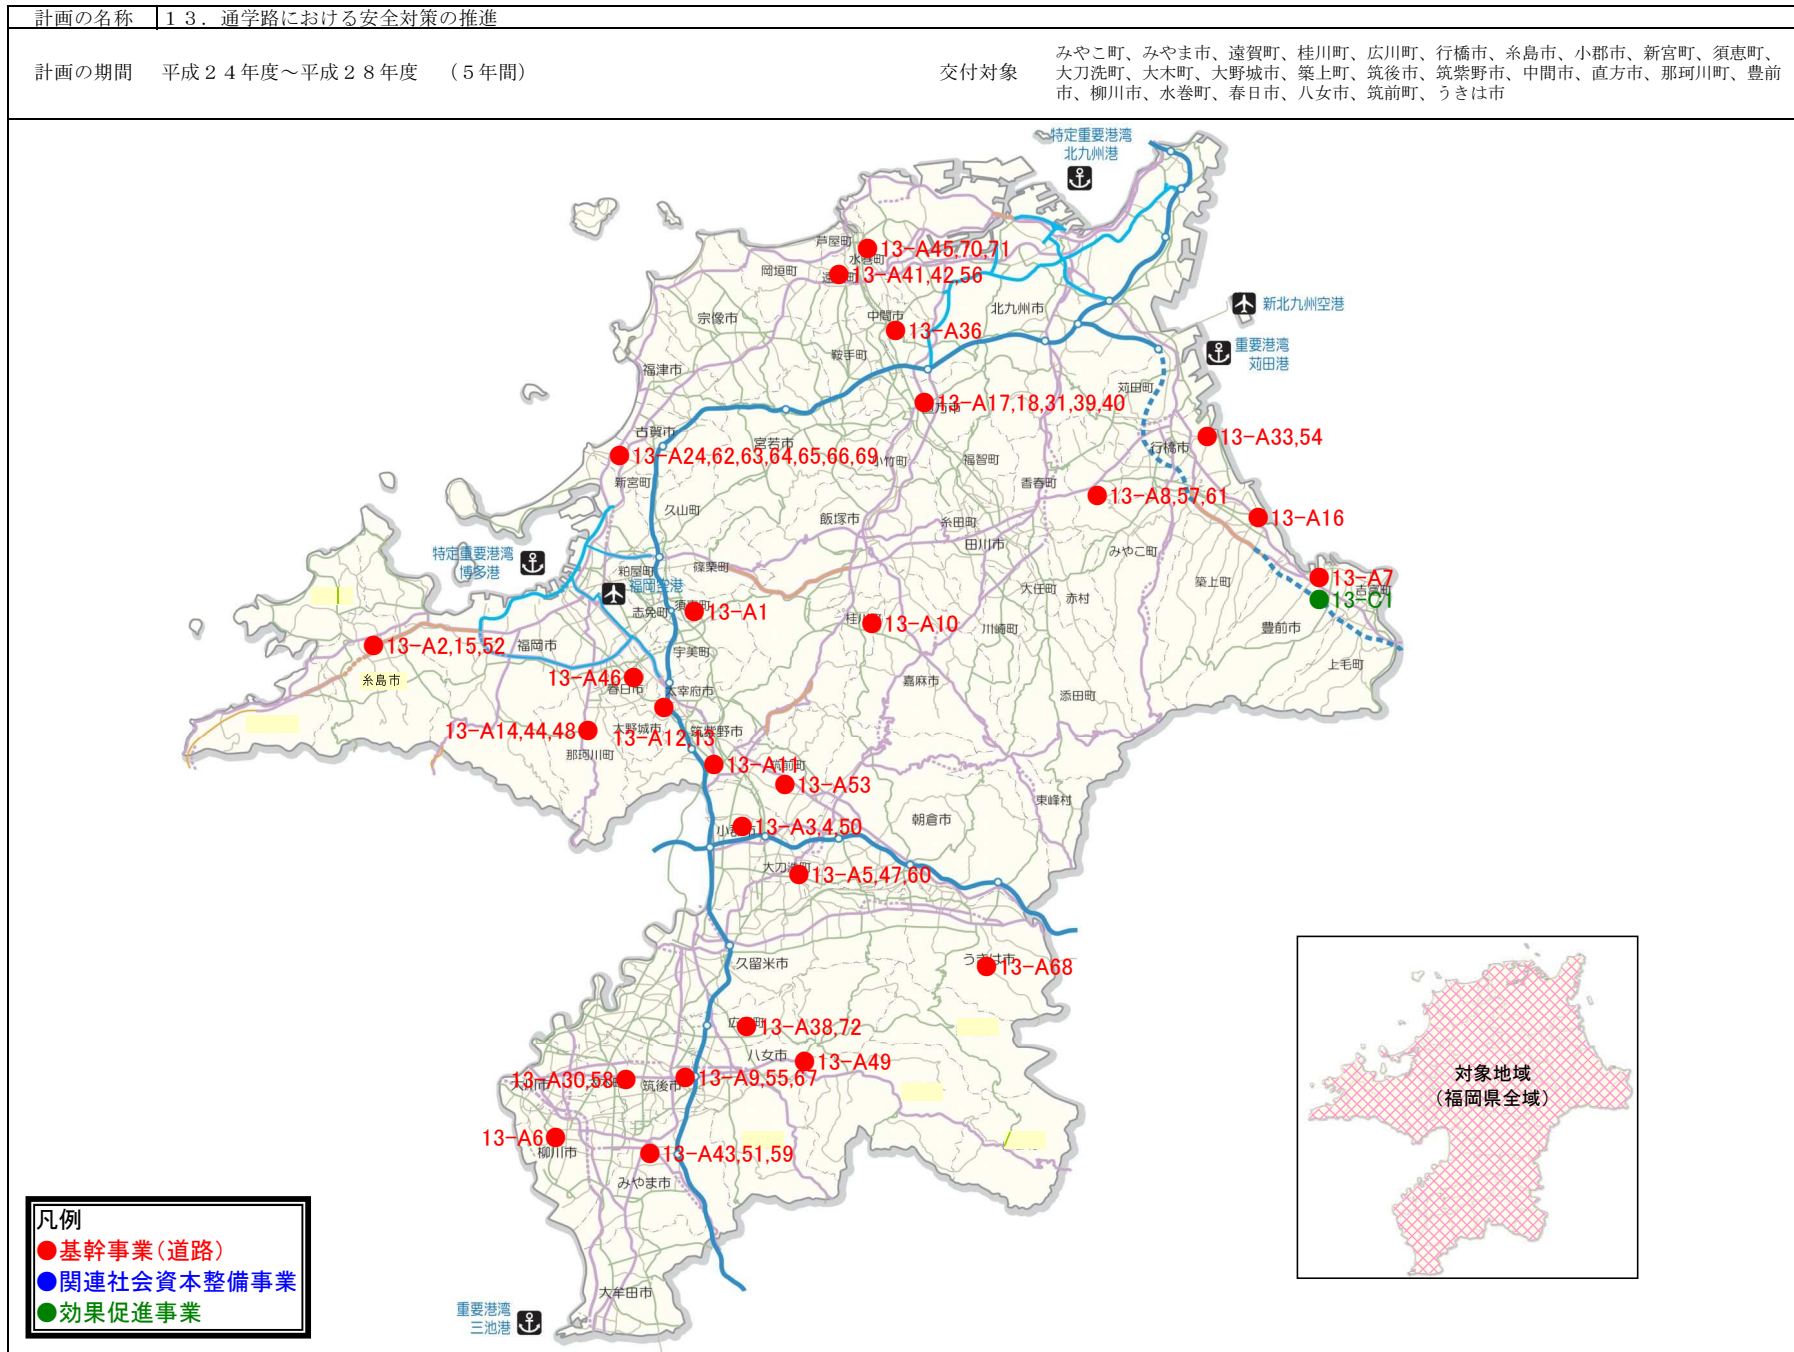 計画の名称 １３．通学路における安全対策の推進
計画の期間 平成２４年度～平成２８年度 （５年間）
交付対象
みやこ町、みやま市、遠賀町、桂川町、広川町、行橋市、糸島市、小郡市、新宮町、須恵町、
大刀洗町、大木町、大野城市、築上町、筑後市、筑紫野市、中間市、直方市、那珂川町、豊前
市、柳川市、水巻町、春日市、八女市、筑前町、うきは市
特定重要港湾
北九州港
芦屋町
13-A45,70,71
水巻町
岡垣町
13-A41,42,56
新北九州空港
北九州市
宗像市
中間市
13-A36
重要港湾
苅田港
鞍手町
福津市
苅田町
13-A17,18,31,39,40
古賀市
13-A33,54
宮若市
行橋市
13-A24,62,63,64,65,66,69
小竹町
福智町
新宮町
香春町
13-A8,57,61
久山町
飯塚市
糸田町
13-A16
田川市
特定重要港湾
博多港
みやこ町
篠栗町
粕屋町
福岡空港
13-A7
築上町
大任町
赤村
13-C1
志免町
13-A1
13-A10
川崎町
豊前市
13-A2,15,52
福岡市
宇美町
上毛町
糸島市
13-A46
春日市
太宰府市
嘉麻市
添田町
13-A14,44,48
大野城市
筑紫野市
13-A12,13
那珂川町
13-A11
筑前町
13-A53
東峰村
朝倉市
13-A3,4,50
大刀洗町
13-A5,47,60
久留米市
うきは市
13-A68
13-A38,72
八女市
13-A49
13-A30,58
筑後市
13-A9,55,67
13-A6
柳川市
13-A43,51,59
みやま市
大牟田市
重要港湾
三池港
対象地域
（福岡県全域）
凡例
●基幹事業（道路）
●関連社会資本整備事業
●効果促進事業